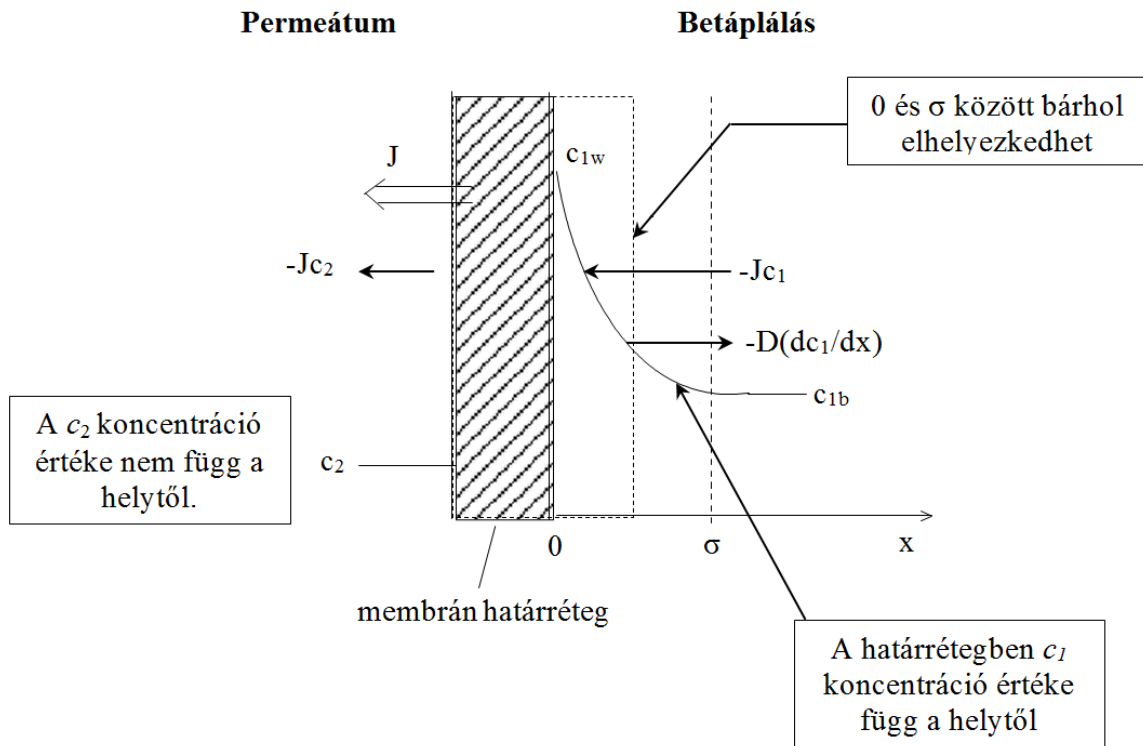 Permeátum
Betáplálás
0 és σ között bárhol
elhelyezkedhet
J
c1w
-Jc2
-Jc1
-D(dc1/dx)
c1b
A c2 koncentráció
értéke nem függ a
helytől.
c2
0
σ
x
membrán határréteg
A határrétegben c1
koncentráció értéke
függ a helytől